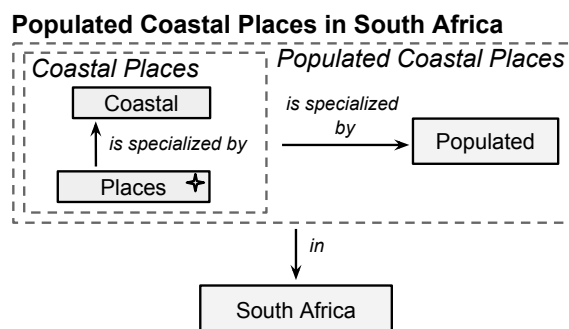 Populated Coastal Places in South Africa
Coastal Places
Populated Coastal Places
Coastal
is specialized by
Places
is specialized
by
Populated
in
South Africa